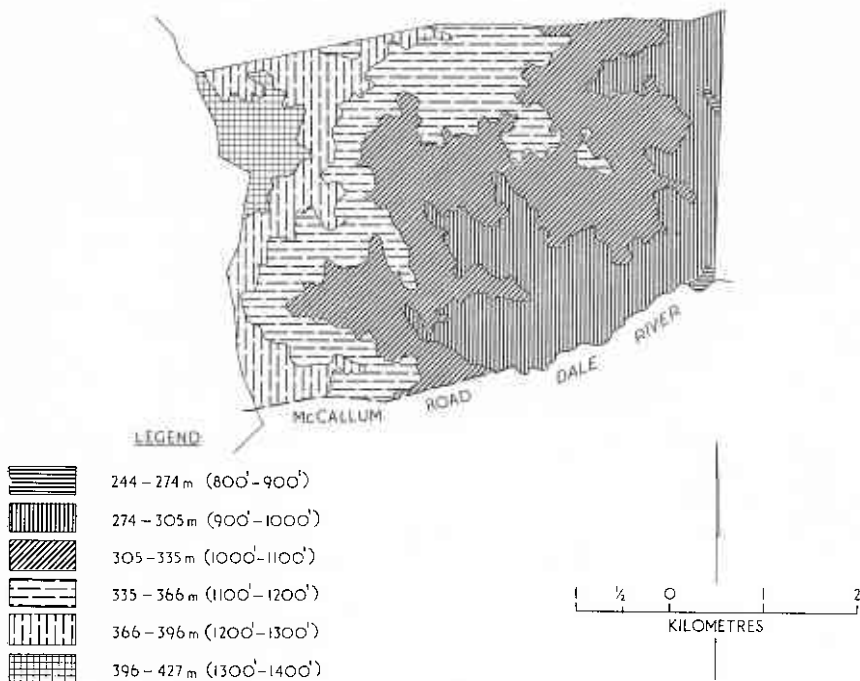 McCALLUM ROAD DALE RIVER
LEGEND
244 – 274 m (800' – 900')
274 – 305 m (900' – 1000')
305 – 335 m (1000' – 1100')
335 – 366 m (1100' – 1200')
366 – 396 m (1200' – 1300')
396 – 427 m (1300' – 1400')
1 ½ 0 1 2
KILOMETRES